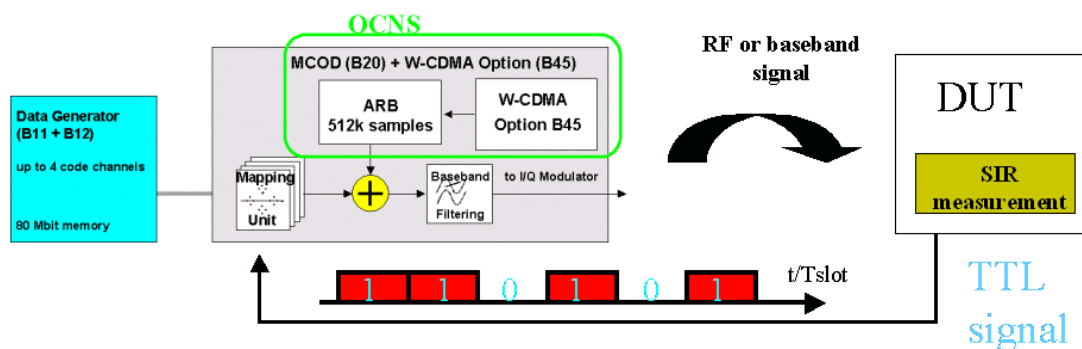 OCNS
MCOD (B20) + W-CDMA Option (B45)
ARB
512k samples
W-CDMA
Option B45
Data Generator
(B11 + B12)
up to 4 code channels
80 Mbit memory
Mapping
Unit
+
Baseband
Filtering
to I/Q Modulator
RF or baseband
signal
DUT
SIR
measurement
1 1 0 1 0 1
t/Tslot
TTL
signal